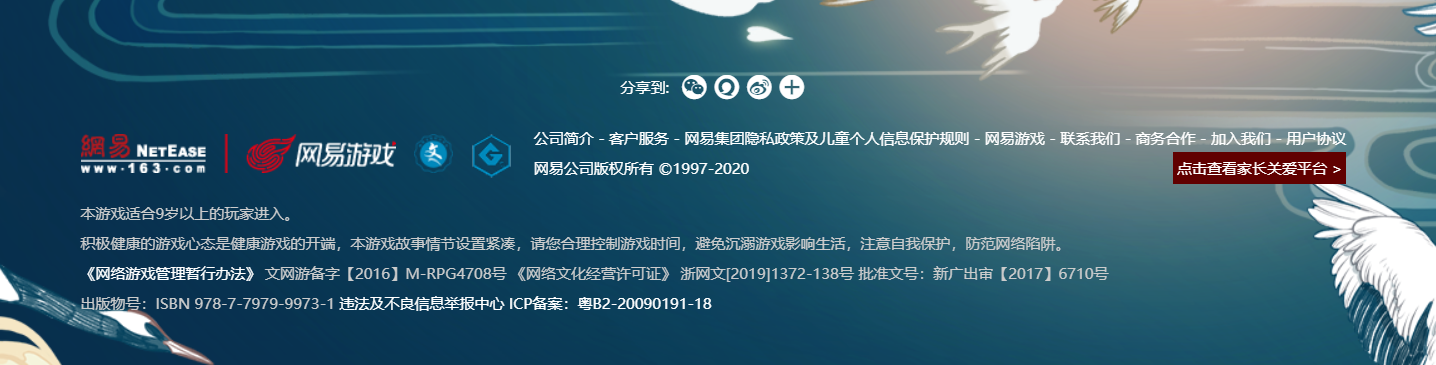 分享到:
網易 NETEASE
www.163.com
网易游戏
文
G
公司简介 - 客户服务 - 网易集团隐私政策及儿童个人信息保护规则 - 网易游戏 - 联系我们 - 商务合作 - 加入我们 - 用户协议
网易公司版权所有 ©1997-2020
点击查看家长关爱平台 >
本游戏适合9岁以上的玩家进入。
积极健康的游戏心态是健康游戏的开端，本游戏故事情节设置紧凑，请您合理控制游戏时间，避免沉溺游戏影响生活，注意自我保护，防范网络陷阱。
《网络游戏管理暂行办法》 文网游备字【2016】M-RPG4708号 《网络文化经营许可证》 浙网文[2019]1372-138号 批准文号：新广出审【2017】6710号
出版物号：ISBN 978-7-7979-9973-1 违法及不良信息举报中心 ICP备案：粤B2-20090191-18